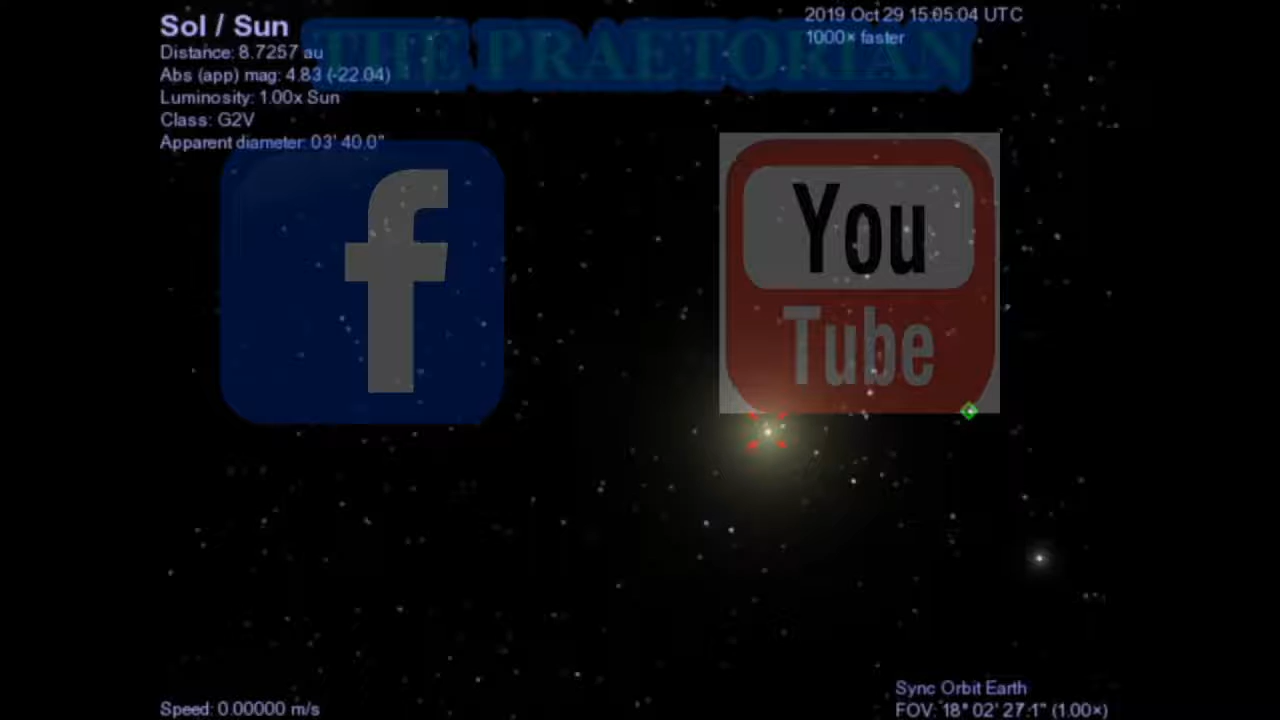 Sol / Sun
Distance: 8.7257 au
Abs (app) mag: 4.83 (-22.04)
Luminosity: 1.00x Sun
Class: G2V
Apparent diameter: 03' 40.0"
2019 Oct 29 15:05:04 UTC
1000× faster
THE PRAETORIAN
f
You
Tube
Speed: 0.00000 m/s
Sync Orbit Earth
FOV: 18° 02' 27.1" (1.00×)